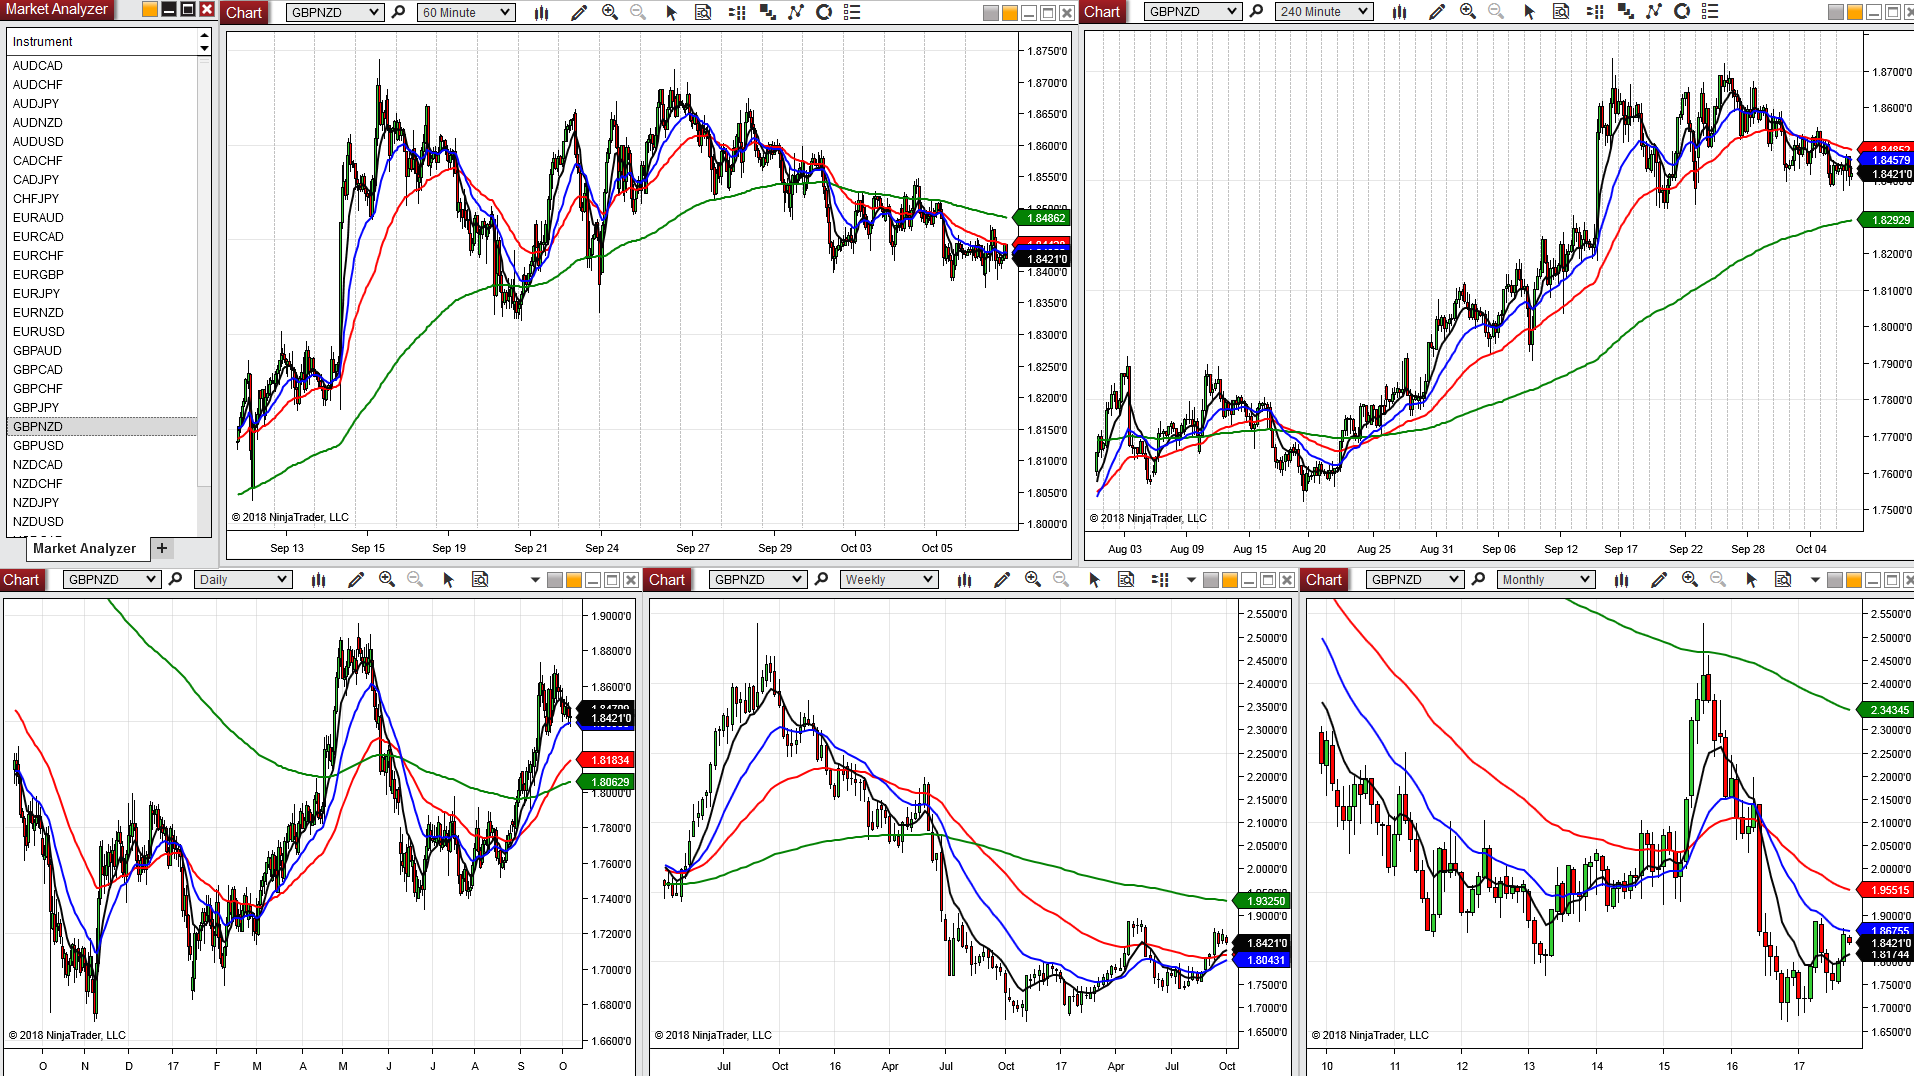 Market Analyzer
Instrument
AUDCAD
AUDCHF
AUDJPY
AUDNZD
AUDUSD
CADCHF
CADJPY
CHFJPY
EURAUD
EURCAD
EURCHF
EURGBP
EURJPY
EURNZD
EURUSD
GBPAUD
GBPCAD
GBPCHF
GBPJPY
GBPNZD
GBPUSD
NZDCAD
NZDCHF
NZDJPY
NZDUSD
Market Analyzer +
Chart GBPNZD 60 Minute
1.8750'0
1.8700'0
1.8650'0
1.8600'0
1.8550'0
1.84862
1.8421'0
1.8400'0
1.8350'0
1.8300'0
1.8250'0
1.8200'0
1.8150'0
1.8100'0
1.8050'0
1.8000'0
© 2018 NinjaTrader, LLC
Sep 13 Sep 15 Sep 19 Sep 21 Sep 24 Sep 27 Sep 29 Oct 03 Oct 05
Chart GBPNZD 240 Minute
1.8700'0
1.8600'0
1.84852
1.84579
1.8421'0
1.82929
1.8200'0
1.8100'0
1.8000'0
1.7900'0
1.7800'0
1.7700'0
1.7600'0
1.7500'0
© 2018 NinjaTrader, LLC
Aug 03 Aug 09 Aug 15 Aug 20 Aug 25 Aug 31 Sep 06 Sep 12 Sep 17 Sep 22 Sep 28 Oct 04
Chart GBPNZD Daily
1.9000'0
1.8800'0
1.8600'0
1.8421'0
1.81834
1.80629
1.8000'0
1.7800'0
1.7600'0
1.7400'0
1.7200'0
1.7000'0
1.6800'0
1.6600'0
© 2018 NinjaTrader, LLC
O N D 17 F M A M J J A S O
Chart GBPNZD Weekly
2.5500'0
2.5000'0
2.4500'0
2.4000'0
2.3500'0
2.3000'0
2.2500'0
2.2000'0
2.1500'0
2.1000'0
2.0500'0
2.0000'0
1.93250
1.9000'0
1.8421'0
1.80431
1.7500'0
1.7000'0
1.6500'0
© 2018 NinjaTrader, LLC
Jul Oct 16 Apr Jul Oct 17 Apr Jul Oct
Chart GBPNZD Monthly
2.5500'0
2.5000'0
2.4500'0
2.4000'0
2.34345
2.3000'0
2.2500'0
2.2000'0
2.1500'0
2.1000'0
2.0500'0
2.0000'0
1.95515
1.9000'0
1.86755
1.8421'0
1.81744
1.7500'0
1.7000'0
1.6500'0
© 2018 NinjaTrader, LLC
10 11 12 13 14 15 16 17